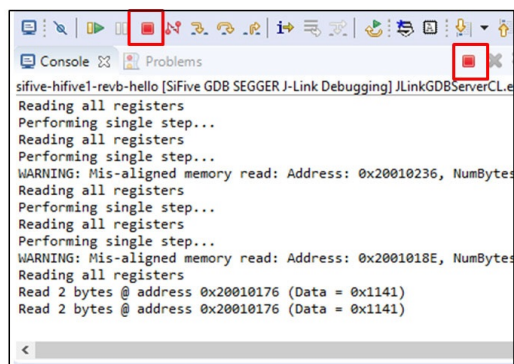 Console Problems
sifive-hifive1-revb-hello [SiFive GDB SEGGER J-Link Debugging] JLinkGDBServerCL.e
Reading all registers
Performing single step...
Reading all registers
Performing single step...
WARNING: Mis-aligned memory read: Address: 0x20010236, NumBytes
Reading all registers
Performing single step...
Reading all registers
Performing single step...
WARNING: Mis-aligned memory read: Address: 0x2001018E, NumBytes
Reading all registers
Read 2 bytes @ address 0x20010176 (Data = 0x1141)
Read 2 bytes @ address 0x20010176 (Data = 0x1141)